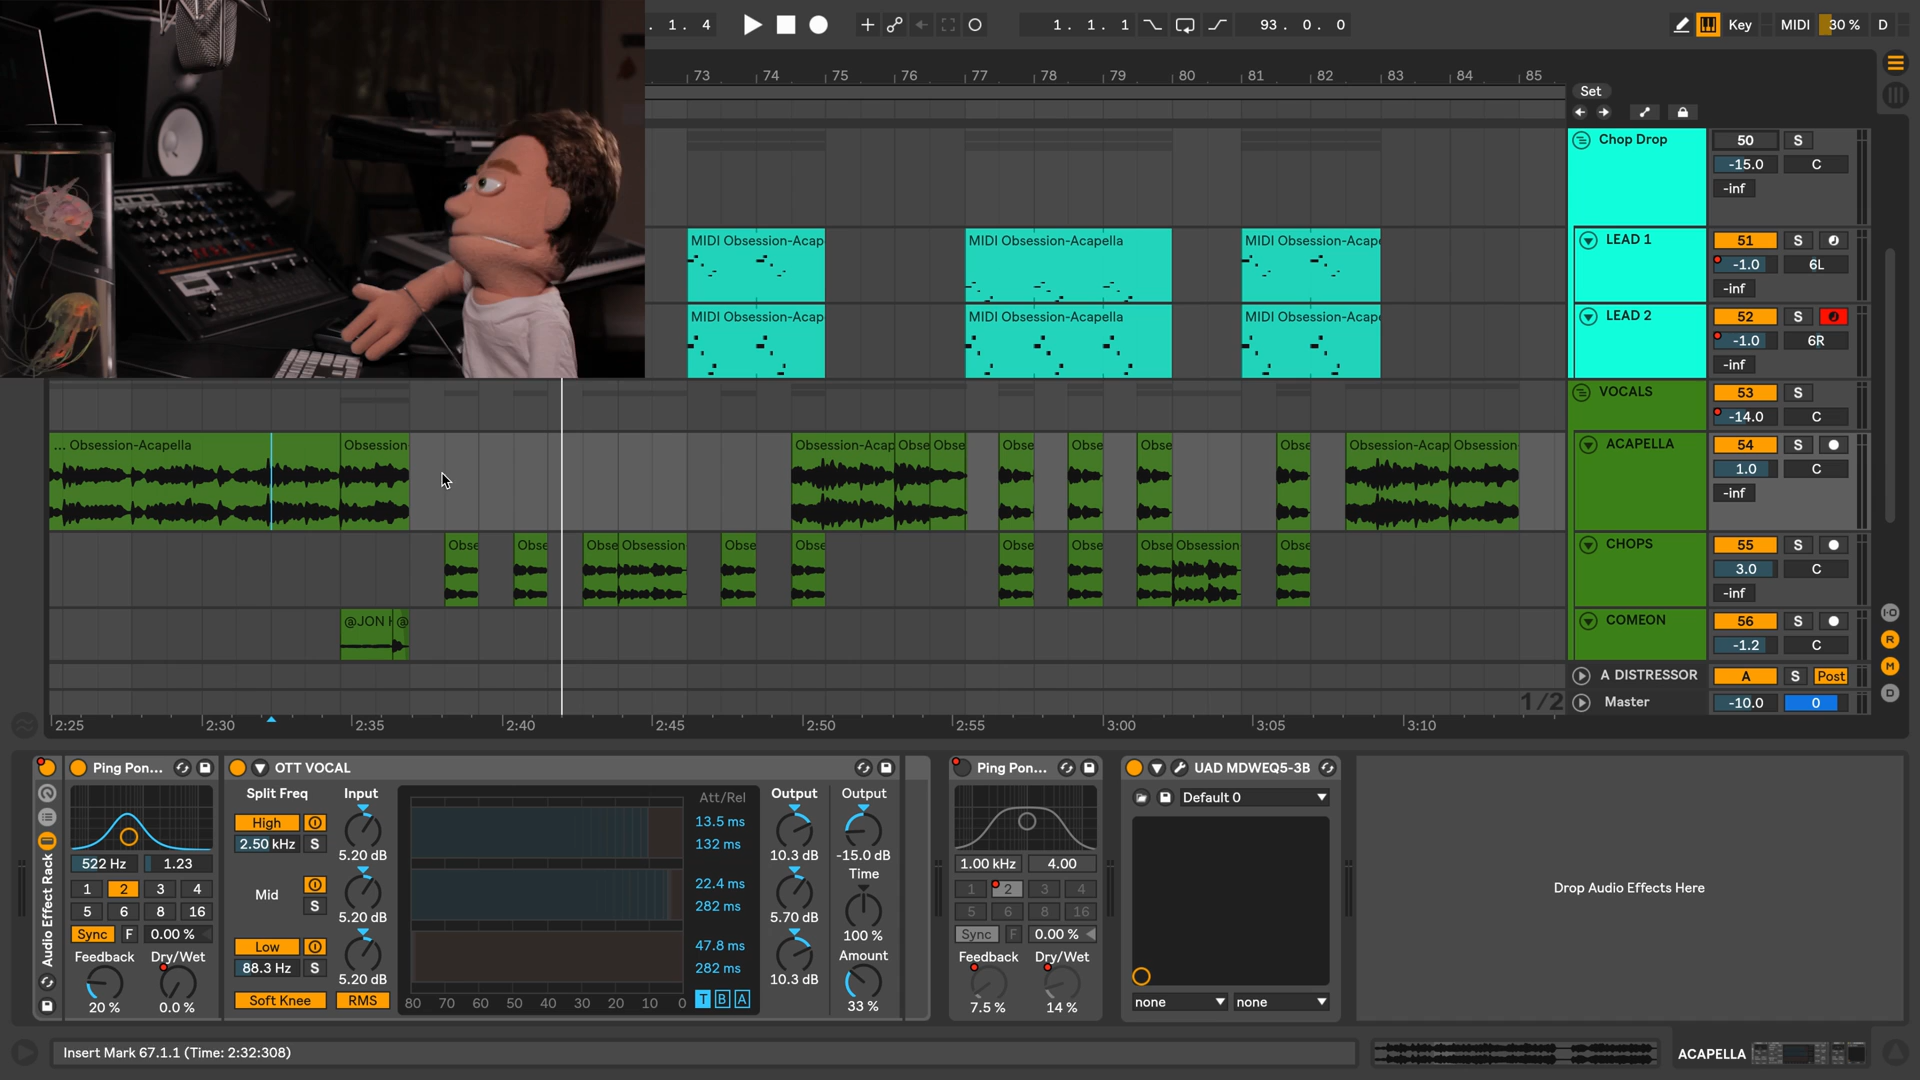 . 1 . 4
1 . 1 . 1
93 . 0 . 0
Key
MIDI
30 %
D
73 74 75 76 77 78 79 80 81 82 83 84 85
Set
Chop Drop
50
S
-15.0
C
-inf
MIDI Obsession-Acap
MIDI Obsession-Acapella
MIDI Obsession-Acape
LEAD 1
51
S
-1.0
6L
-inf
MIDI Obsession-Acap
MIDI Obsession-Acapella
MIDI Obsession-Acape
LEAD 2
52
S
-1.0
6R
-inf
VOCALS
53
S
-14.0
C
... Obsession-Acapella
Obsession-
Obsession-Acap
Obse
Obse
Obse
Obse
Obse
Obse
Obsession-Acap
Obsession
ACAPELLA
54
S
1.0
C
-inf
Obse
Obse
Obse
Obsession
Obse
Obse
Obse
Obse
Obse
Obsession
Obse
CHOPS
55
S
3.0
C
-inf
@JON
@
COMEON
56
S
-1.2
C
A DISTRESSOR
A
S
Post
1/2
Master
-10.0
0
I·O
R
M
D
2:25 2:30 2:35 2:40 2:45 2:50 2:55 3:00 3:05 3:10
Audio Effect Rack
Ping Pon...
522 Hz
1.23
1 2 3 4
5 6 8 16
Sync
F
0.00 %
Feedback
Dry/Wet
20 %
0.0 %
OTT VOCAL
Split Freq
Input
Att/Rel
Output
Output
High
2.50 kHz
S
5.20 dB
13.5 ms
132 ms
10.3 dB
-15.0 dB
Time
Mid
S
5.20 dB
22.4 ms
282 ms
5.70 dB
100 %
Low
88.3 Hz
S
5.20 dB
47.8 ms
282 ms
10.3 dB
Amount
33 %
Soft Knee
RMS
80 70 60 50 40 30 20 10 0
T B A
Ping Pon...
1.00 kHz
4.00
1 2 3 4
5 6 8 16
Sync
F
0.00 %
Feedback
Dry/Wet
7.5 %
14 %
UAD MDWEQ5-3B
Default 0
none
none
Drop Audio Effects Here
Insert Mark 67.1.1 (Time: 2:32:308)
ACAPELLA